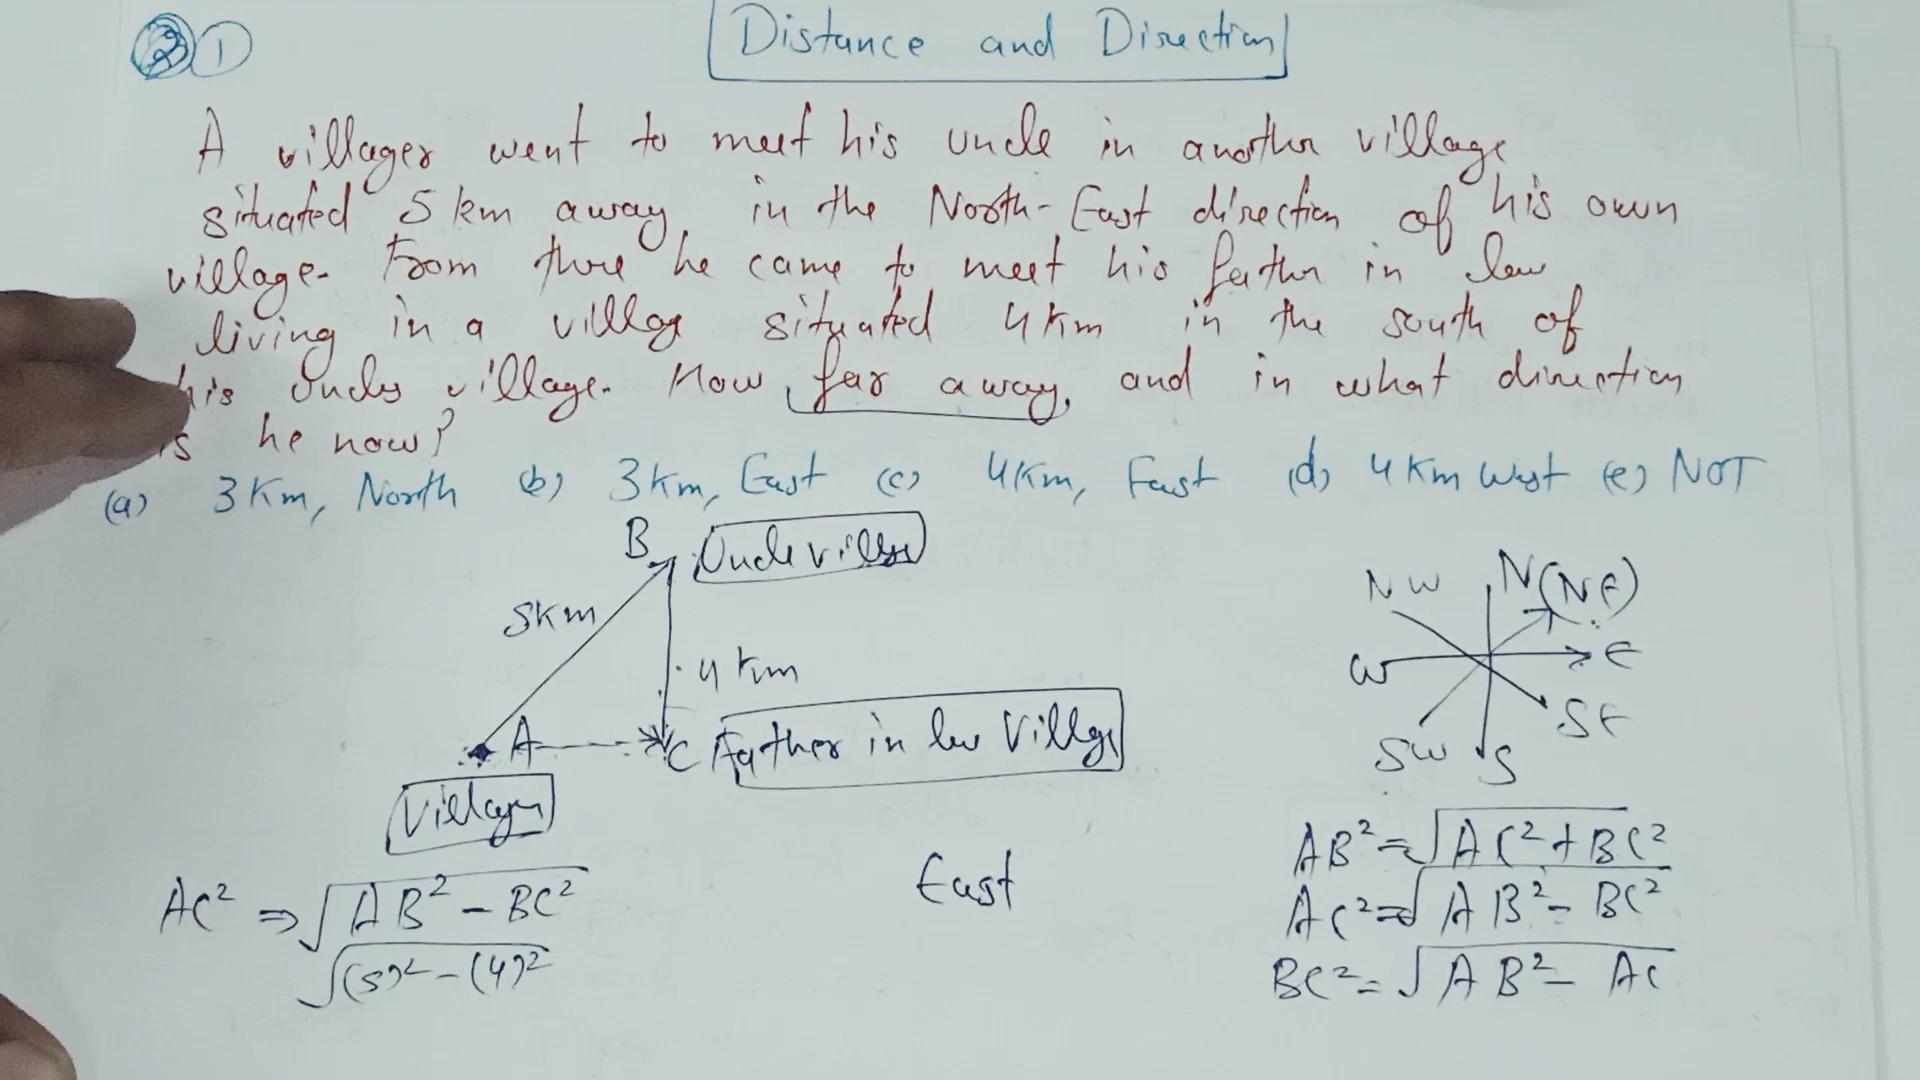 1
Distance and Direction
A villager went to meet his uncle in another village
situated 5 km away in the North-East direction of his own
village. From there he came to meet his father in law
living in a village situated 4 km in the south of
his uncles village. How far away, and in what direction
is he now?
(a) 3 Km, North (b) 3 km, East (c) 4 Km, East (d) 4 Km West (e) NOT
B Uncle village
5km
4 km
A
C Father in law Village
Village
NW N (NE)
W E
SW S SE
AC² ⇒ √AB² - BC²
√(5)² - (4)²
East
AB² = √AC² + BC²
AC² = √AB² - BC²
BC² = √AB² - AC